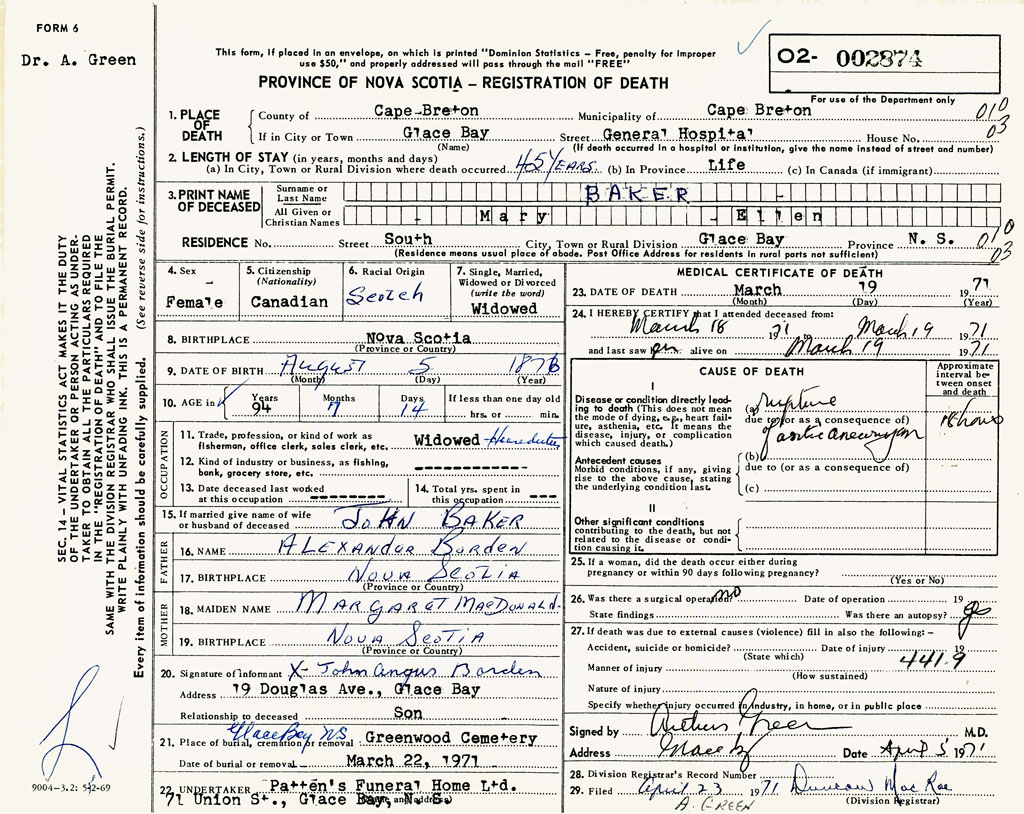 FORM 6
Dr. A. Green
This form, if placed in an envelope, on which is printed "Dominion Statistics – Free, penalty for improper
use $50," and properly addressed will pass through the mail "FREE"
PROVINCE OF NOVA SCOTIA – REGISTRATION OF DEATH
O2- 002874
For use of the Department only
1. PLACE OF DEATH
County of Cape-Breton Municipality of Cape Breton 010
If in City or Town Glace Bay Street General Hospital House No. 03
(Name) (If death occurred in a hospital or institution, give the name instead of street and number)
2. LENGTH OF STAY (in years, months and days)
(a) In City, Town or Rural Division where death occurred 45 YEARS (b) In Province Life (c) In Canada (if immigrant)
3. PRINT NAME OF DECEASED
Surname or Last Name BAKER
All Given or Christian Names Mary Ellen
RESIDENCE No. Street South City, Town or Rural Division Glace Bay Province N. S. 010 03
(Residence means usual place of abode. Post Office Address for residents in rural parts not sufficient)
4. Sex
Female
5. Citizenship (Nationality)
Canadian
6. Racial Origin
Scotch
7. Single, Married, Widowed or Divorced (write the word)
Widowed
8. BIRTHPLACE Nova Scotia
(Province or Country)
9. DATE OF BIRTH August 5 1876
(Month) (Day) (Year)
10. AGE in Years 94 Months 7 Days 14 If less than one day old hrs. or min.
OCCUPATION
11. Trade, profession, or kind of work as fisherman, office clerk, sales clerk, etc. Widowed
12. Kind of industry or business, as fishing, bank, grocery store, etc.
13. Date deceased last worked at this occupation
14. Total yrs. spent in this occupation
15. If married give name of wife or husband of deceased JOHN BAKER
FATHER
16. NAME ALEXANDER Borden
17. BIRTHPLACE NOVA SCOTIA
(Province or Country)
MOTHER
18. MAIDEN NAME MARGARET MACDONALD
19. BIRTHPLACE NOVA SCOTIA
(Province or Country)
20. Signature of Informant X- John Angus Borden
Address 19 Douglas Ave., Glace Bay
Relationship to deceased Son
Glace Bay NS
21. Place of burial, cremation or removal Greenwood Cemetery
Date of burial or removal March 22, 1971
22. UNDERTAKER Patten's Funeral Home Ltd.
71 Union St., Glace Bay, N. S.
(Name and address)
MEDICAL CERTIFICATE OF DEATH
23. DATE OF DEATH March 19 1971
(Month) (Day) (Year)
24. I HEREBY CERTIFY that I attended deceased from:
March 18 1971 March 19 1971
and last saw her alive on March 19 1971
CAUSE OF DEATH
Approximate interval between onset and death
I
Disease or condition directly leading to death (This does not mean the mode of dying, e.g., heart failure, asthenia, etc. It means the disease, injury, or complication which caused death.)
(a) rupture
due to (or as a consequence of)
aortic aneurysm
18 hours
Antecedent causes
Morbid conditions, if any, giving rise to the above cause, stating the underlying condition last.
(b)
due to (or as a consequence of)
(c)
II
Other significant conditions
contributing to the death, but not related to the disease or condition causing it.
25. If a woman, did the death occur either during pregnancy or within 90 days following pregnancy?
(Yes or No)
26. Was there a surgical operation? no Date of operation 19
State findings Was there an autopsy? yes
27. If death was due to external causes (violence) fill in also the following: –
Accident, suicide or homicide? Date of injury 19
(State which) 441.9
Manner of injury
(How sustained)
Nature of injury
Specify whether injury occurred in Industry, in home, or in public place
Signed by Arthur Green M.D.
Address Glace Bay Date April 5 1971
28. Division Registrar's Record Number
29. Filed April 23 1971 Duncan MacRae
(Division Registrar)
A. GREEN
SEC. 14 – VITAL STATISTICS ACT MAKES IT THE DUTY
OF THE UNDERTAKER OR PERSON ACTING AS UNDER-
TAKER TO OBTAIN ALL THE PARTICULARS REQUIRED
IN THE "REGISTRATION OF DEATH" AND TO FILE THE
SAME WITH THE DIVISION REGISTRAR WHO SHALL ISSUE THE BURIAL PERMIT.
WRITE PLAINLY WITH UNFADING INK. THIS IS A PERMANENT RECORD.
Every item of information should be carefully supplied. (See reverse side for instructions.)
9004-3.2: 5-2-69